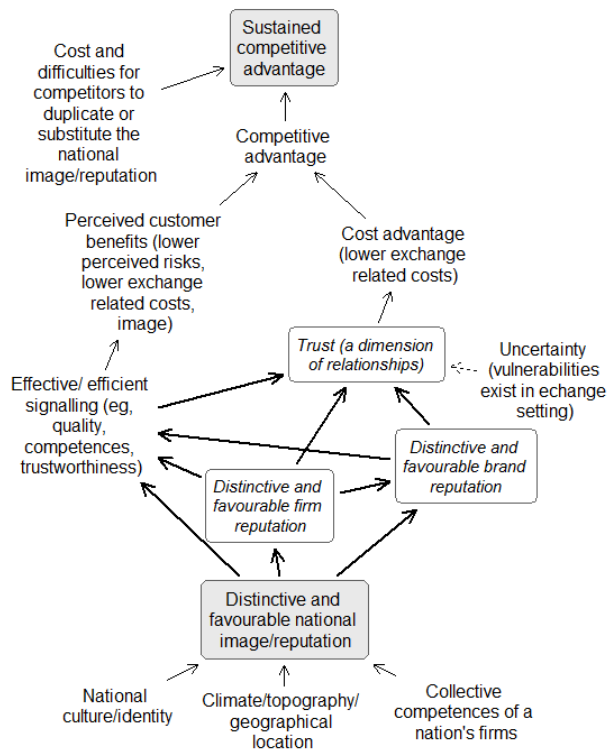 Sustained
competitive
advantage
Cost and
difficulties for
competitors to
duplicate or
substitute the
national
image/reputation
Competitive
advantage
Perceived customer
benefits (lower
perceived risks,
lower exchange
related costs,
image)
Cost advantage
(lower exchange
related costs)
Trust (a dimension
of relationships)
Uncertainty
(vulnerabilities
exist in echange
setting)
Effective/ efficient
signalling (eg,
quality,
competences,
trustworthiness)
Distinctive and
favourable brand
reputation
Distinctive and
favourable firm
reputation
Distinctive and
favourable national
image/reputation
National
culture/identity
Climate/topography/
geographical
location
Collective
competences of a
nation's firms